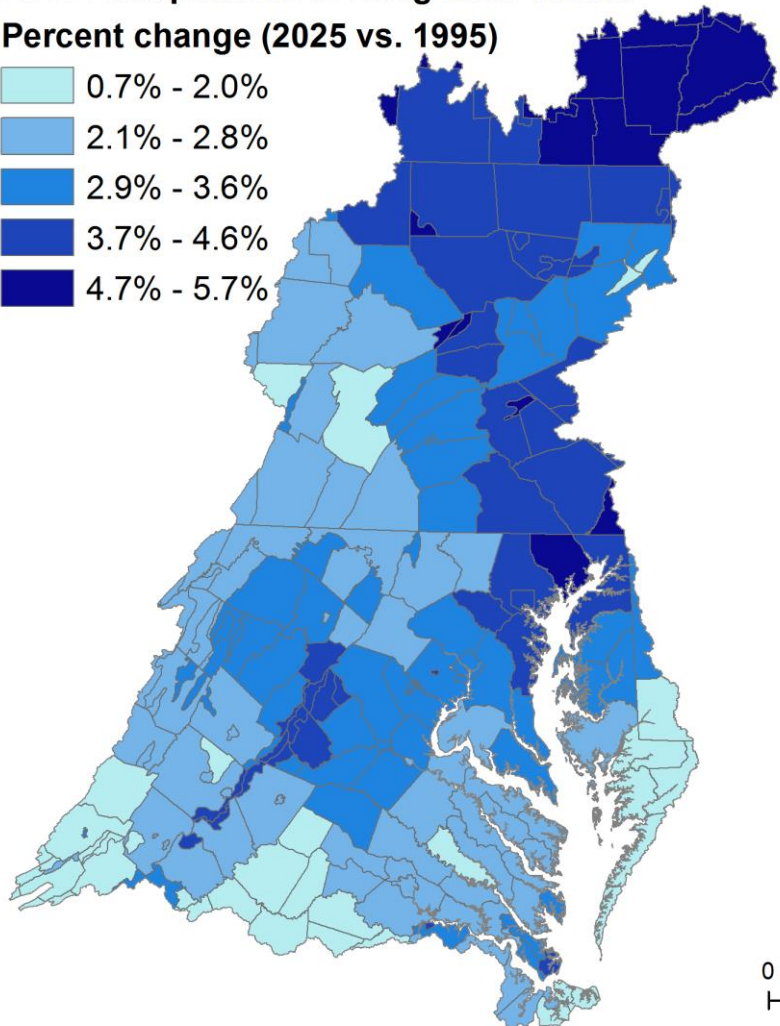 Percent change (2025 vs. 1995)
0.7% - 2.0%
2.1% - 2.8%
2.9% - 3.6%
3.7% - 4.6%
4.7% - 5.7%
0